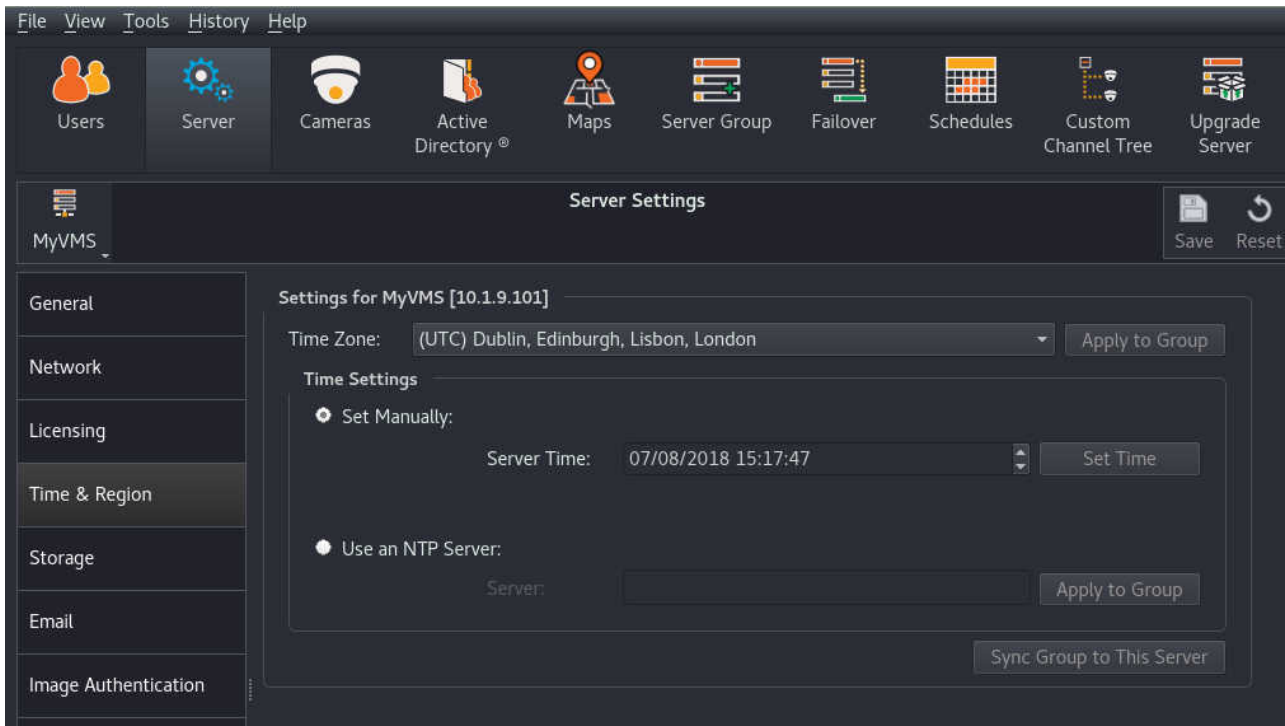 File View Tools History Help
Users
Server
Cameras
Active
Directory ®
Maps
Server Group
Failover
Schedules
Custom
Channel Tree
Upgrade
Server
MyVMS
Server Settings
Save
Reset
General
Network
Licensing
Time & Region
Storage
Email
Image Authentication
Settings for MyVMS [10.1.9.101]
Time Zone: (UTC) Dublin, Edinburgh, Lisbon, London Apply to Group
Time Settings
Set Manually:
Server Time: 07/08/2018 15:17:47 Set Time
Use an NTP Server:
Server: Apply to Group
Sync Group to This Server